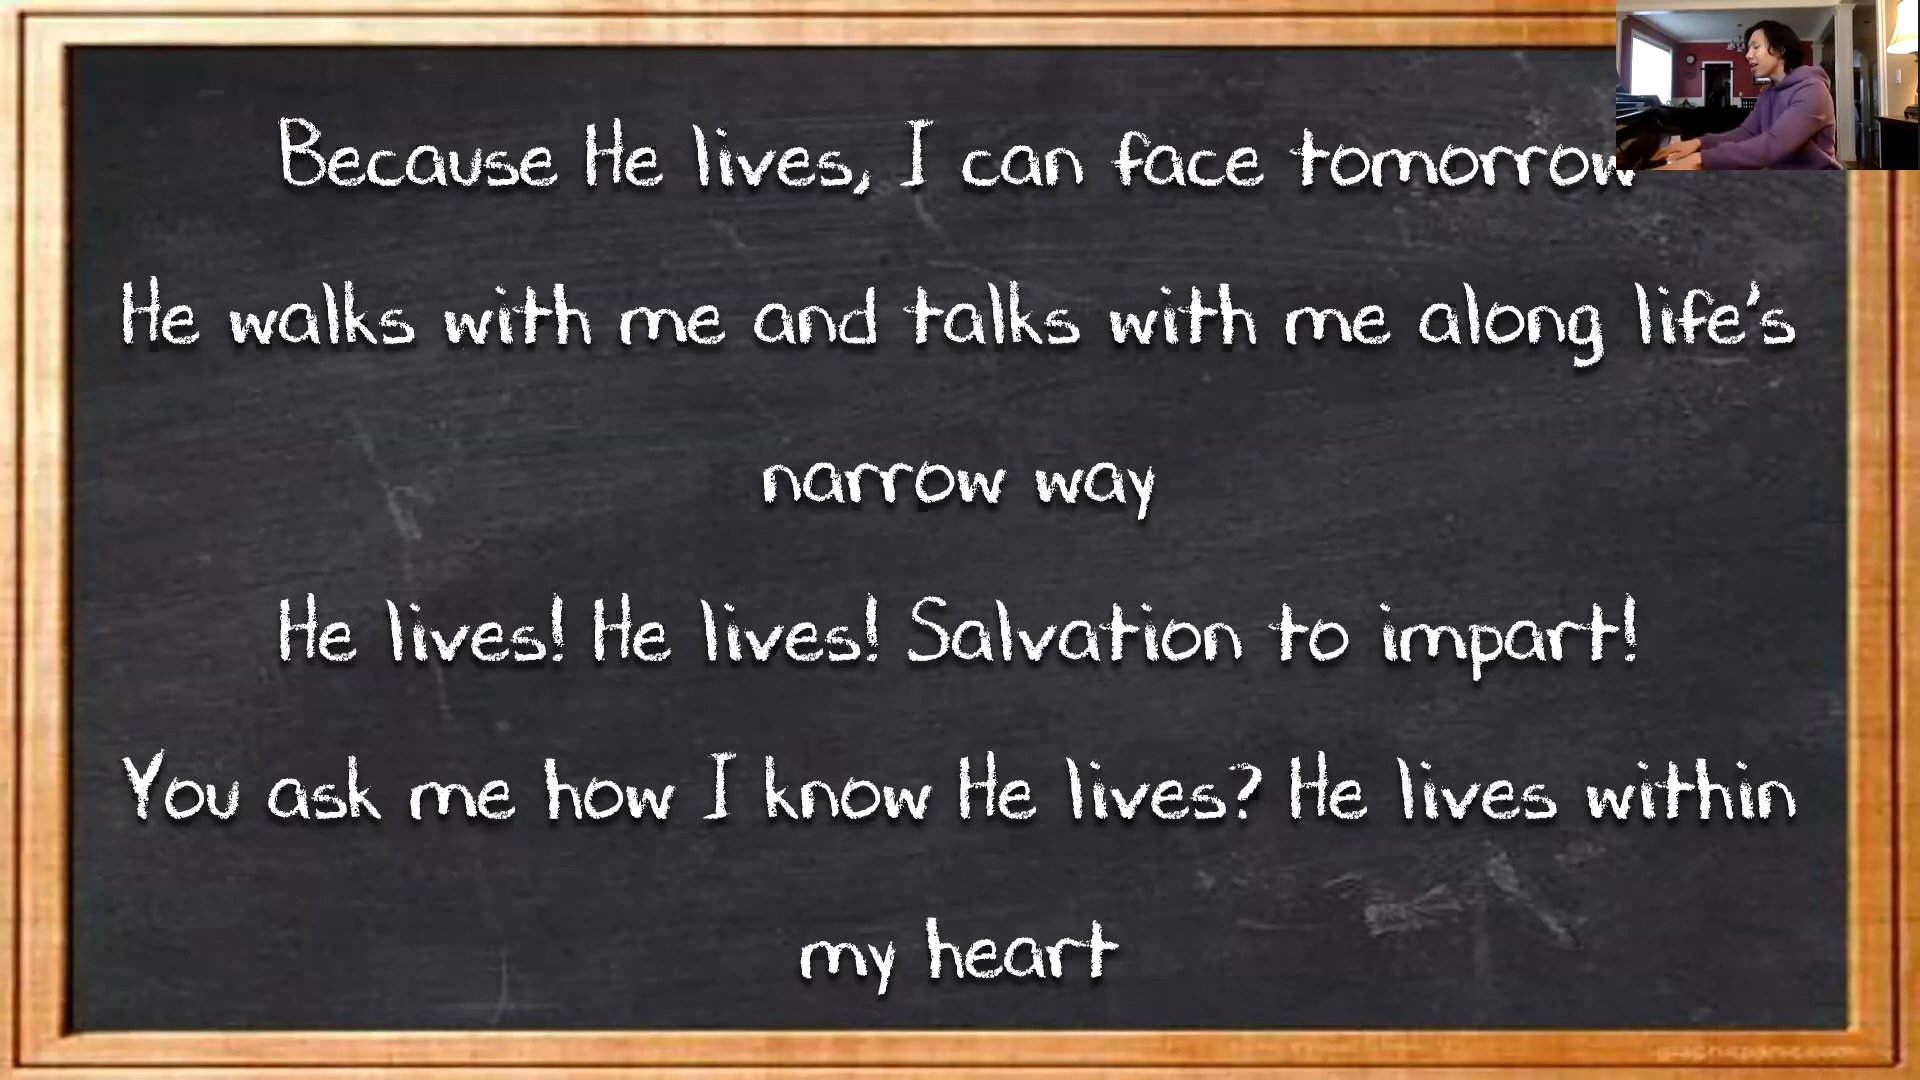 Because He lives, I can face tomorrow
He walks with me and talks with me along life's
narrow way
He lives! He lives! Salvation to impart!
You ask me how I know He lives? He lives within
my heart